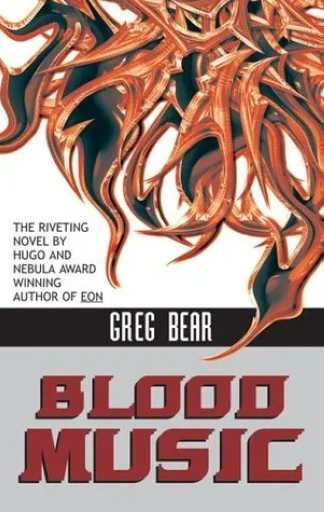 THE RIVETING
NOVEL BY
HUGO AND
NEBULA AWARD
WINNING
AUTHOR OF EON
GREG BEAR
BLOOD
MUSIC